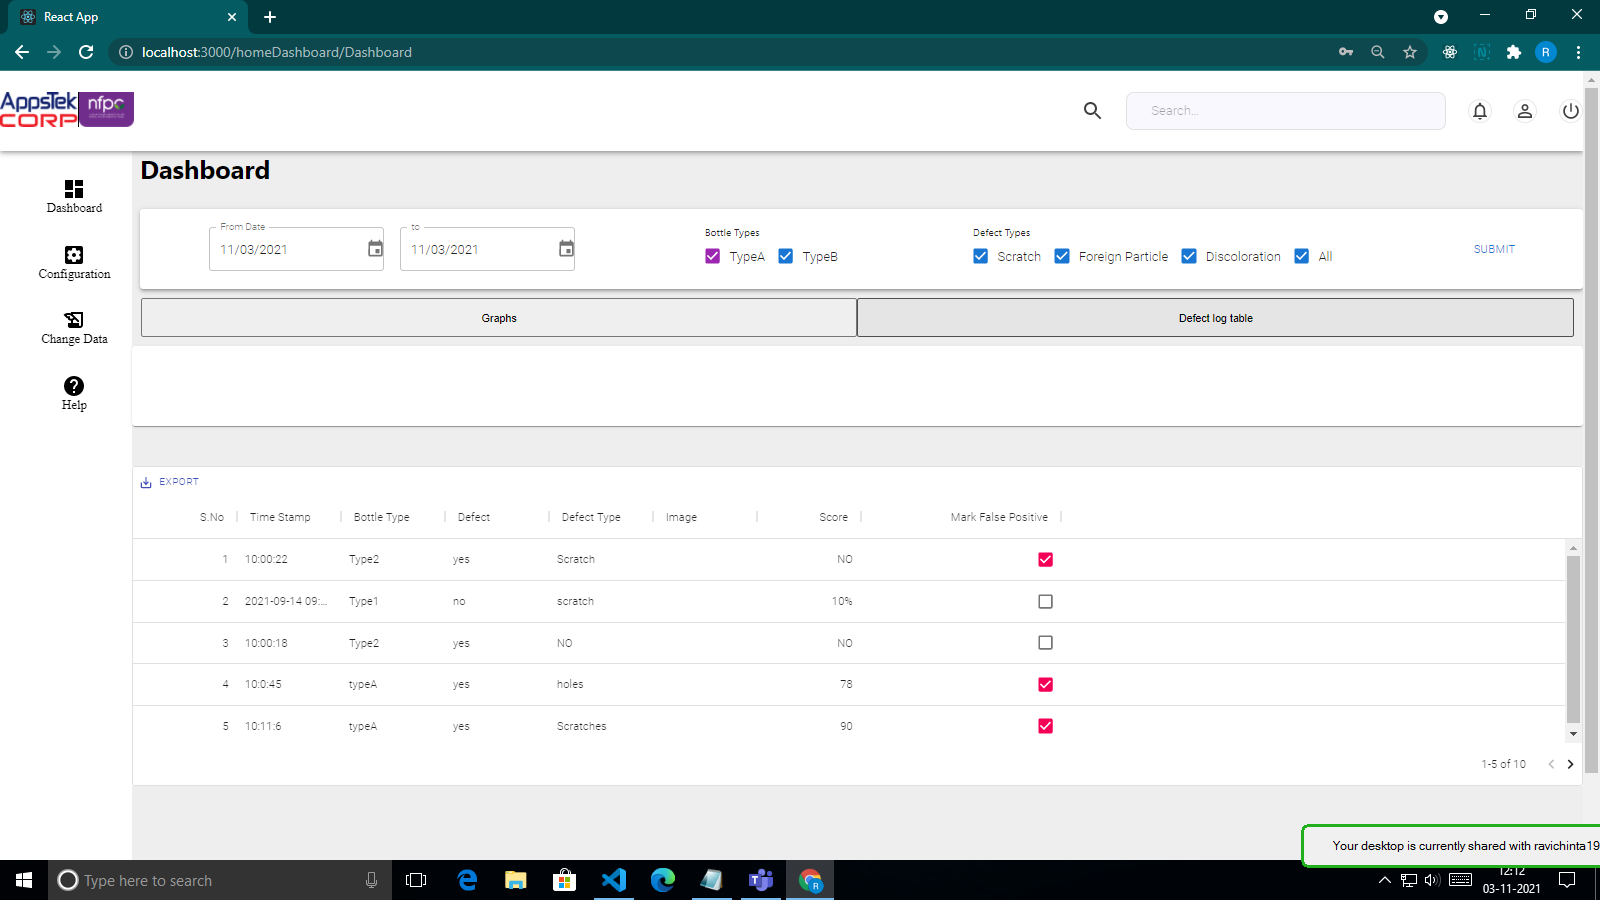 React App
localhost:3000/homeDashboard/Dashboard
R
AppsTek
CORP
nfpc
Search...
Dashboard
Dashboard
Configuration
Change Data
Help
From Date
11/03/2021
to
11/03/2021
Bottle Types
TypeA TypeB
Defect Types
Scratch Foreign Particle Discoloration All
SUBMIT
Graphs
Defect log table
EXPORT
S.No Time Stamp Bottle Type Defect Defect Type Image Score Mark False Positive
1 10:00:22 Type2 yes Scratch NO
2 2021-09-14 09:... Type1 no scratch 10%
3 10:00:18 Type2 yes NO NO
4 10:0:45 typeA yes holes 78
5 10:11:6 typeA yes Scratches 90
1-5 of 10
Your desktop is currently shared with ravichinta19
Type here to search
12:12
03-11-2021